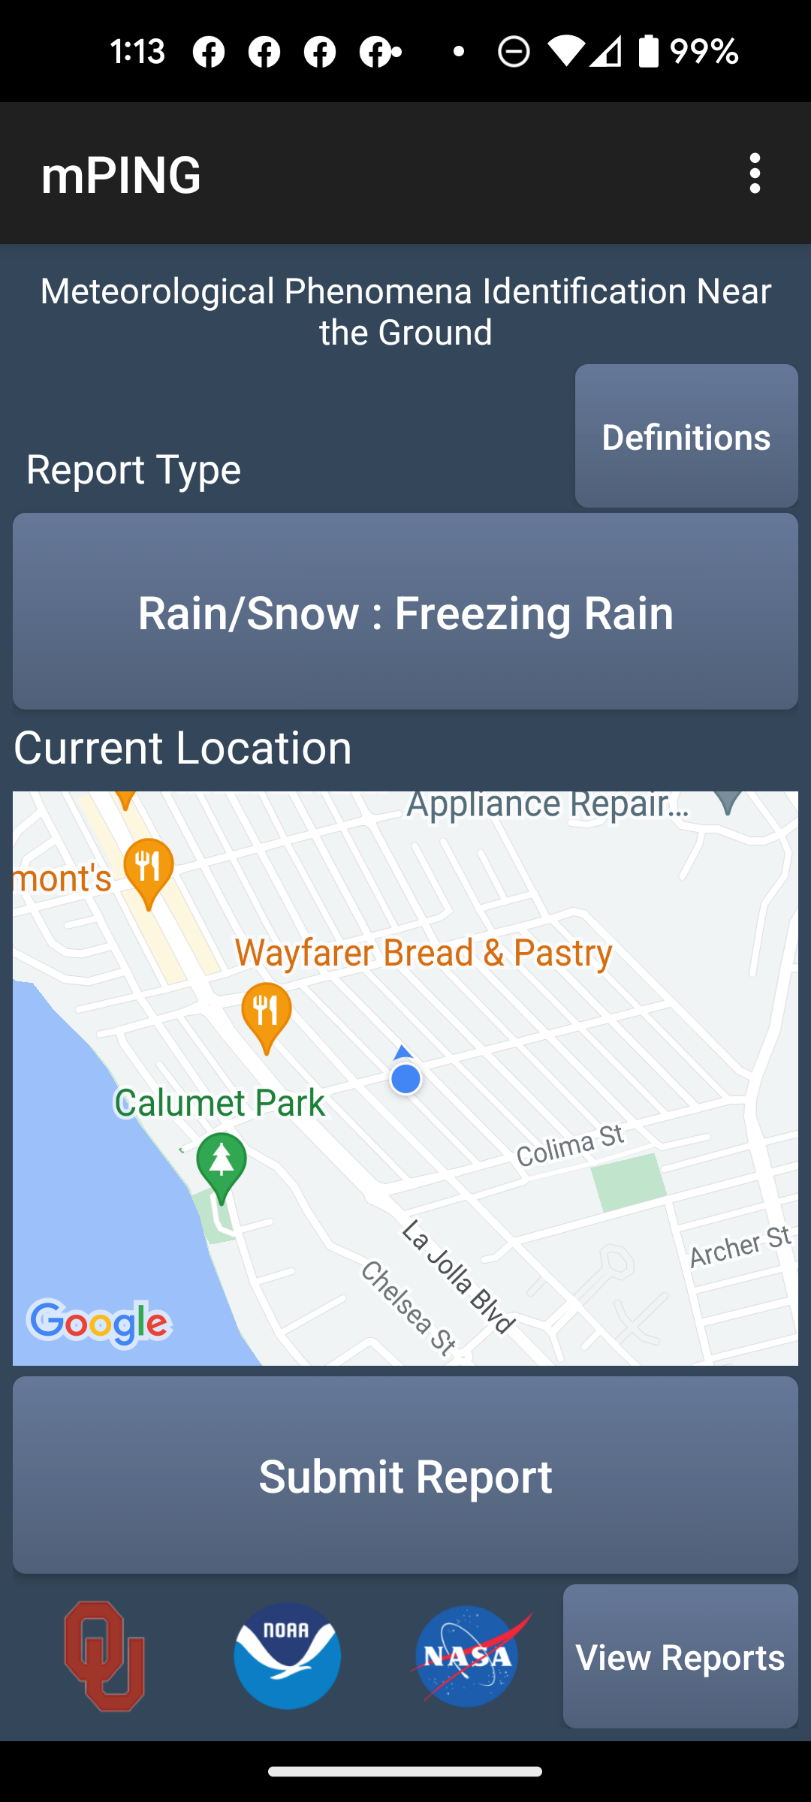 1:13
99%
mPING
Meteorological Phenomena Identification Near
the Ground
Definitions
Report Type
Rain/Snow : Freezing Rain
Current Location
Appliance Repair...
mont's
Wayfarer Bread & Pastry
Calumet Park
Colima St
Archer St
La Jolla Blvd
Chelsea St
Google
Submit Report
OU
NOAA
NASA
View Reports